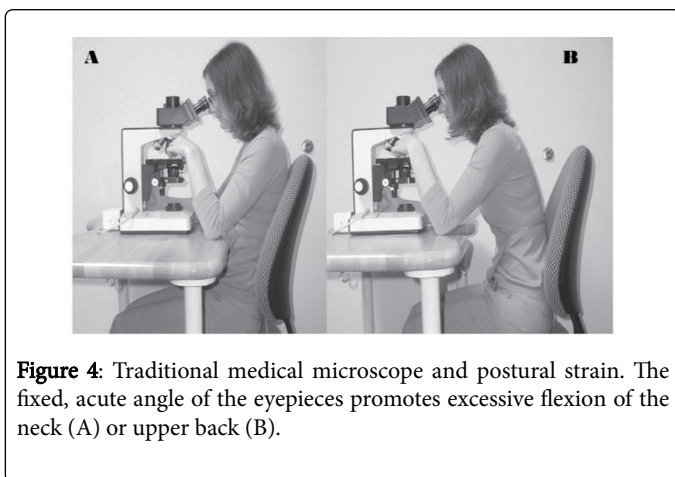 A
B
Figure 4: Traditional medical microscope and postural strain. The
fixed, acute angle of the eyepieces promotes excessive flexion of the
neck (A) or upper back (B).